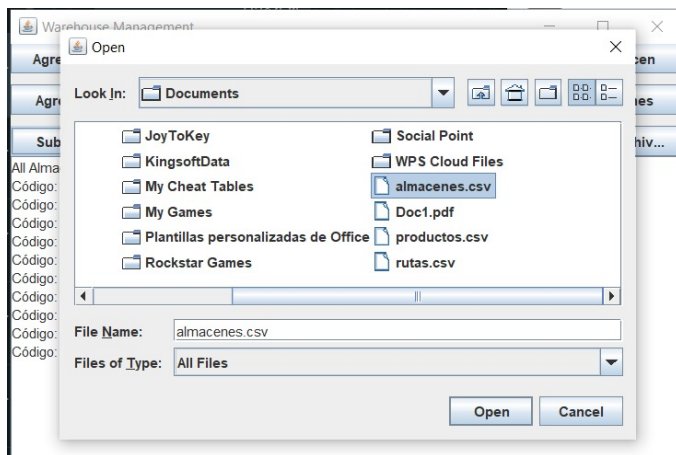 Warehouse Management
Open
Look In: Documents
JoyToKey
KingsoftData
My Cheat Tables
My Games
Plantillas personalizadas de Office
Rockstar Games
Social Point
WPS Cloud Files
almacenes.csv
Doc1.pdf
productos.csv
rutas.csv
File Name: almacenes.csv
Files of Type: All Files
Open Cancel
Agre
cen
Agr
nes
Sub
hiv...
All Alma
Código:
Código:
Código:
Código:
Código:
Código:
Código:
Código:
Código:
Código: